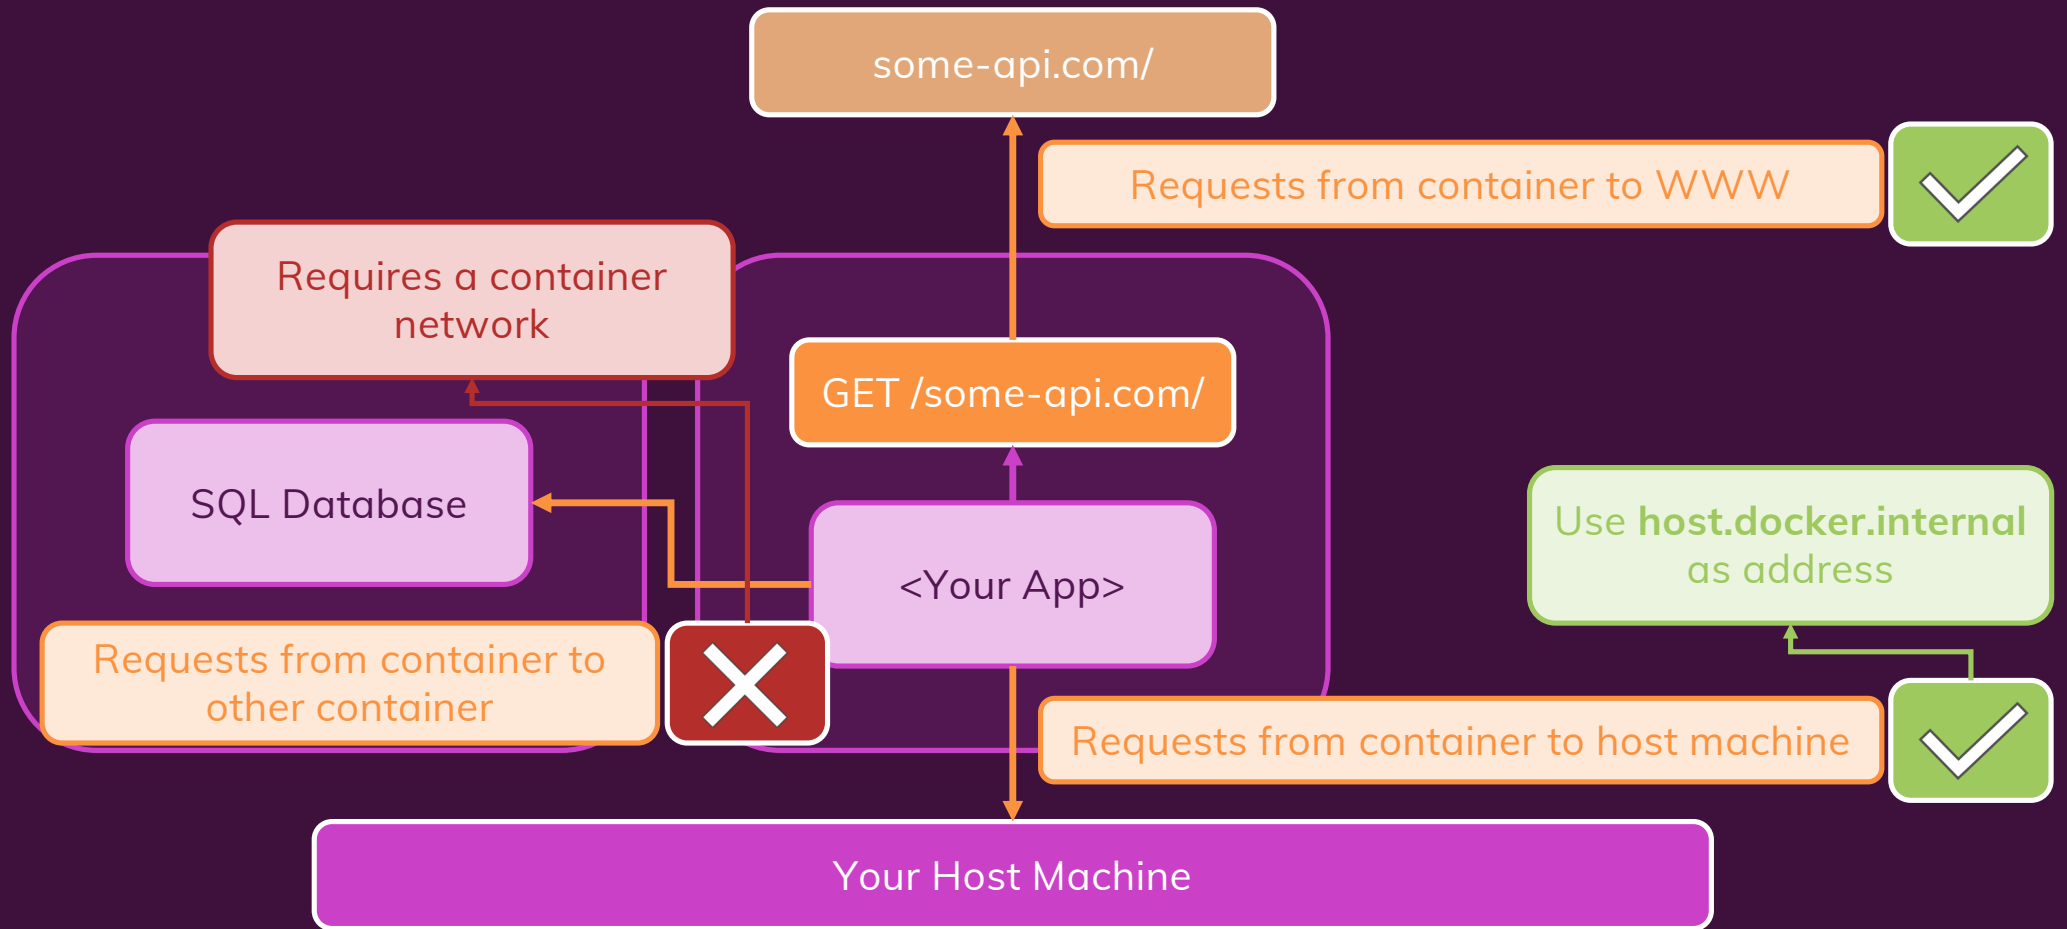 some-api.com/
Requests from container to WWW
Requires a container
network
GET /some-api.com/
SQL Database
<Your App>
Use host.docker.internal
as address
Requests from container to
other container
Requests from container to host machine
Your Host Machine